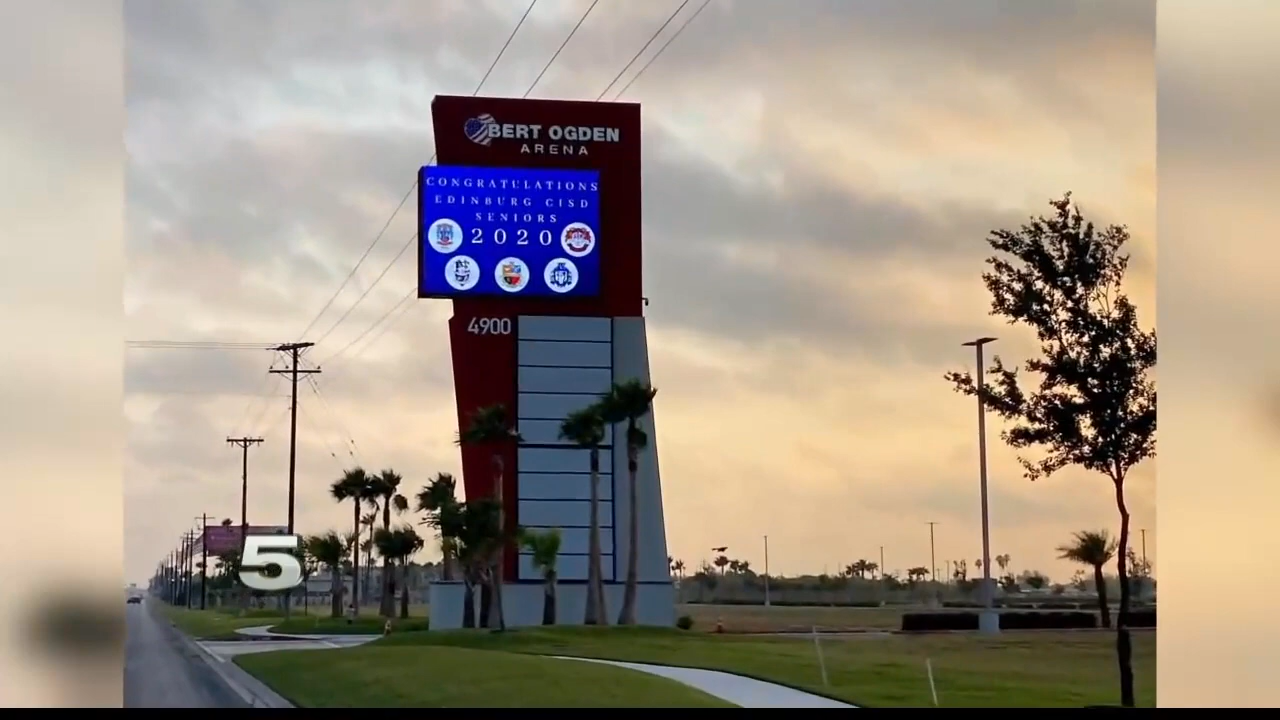 BERT OGDEN
ARENA
CONGRATULATIONS
EDINBURG CISD
SENIORS
2020
4900
5